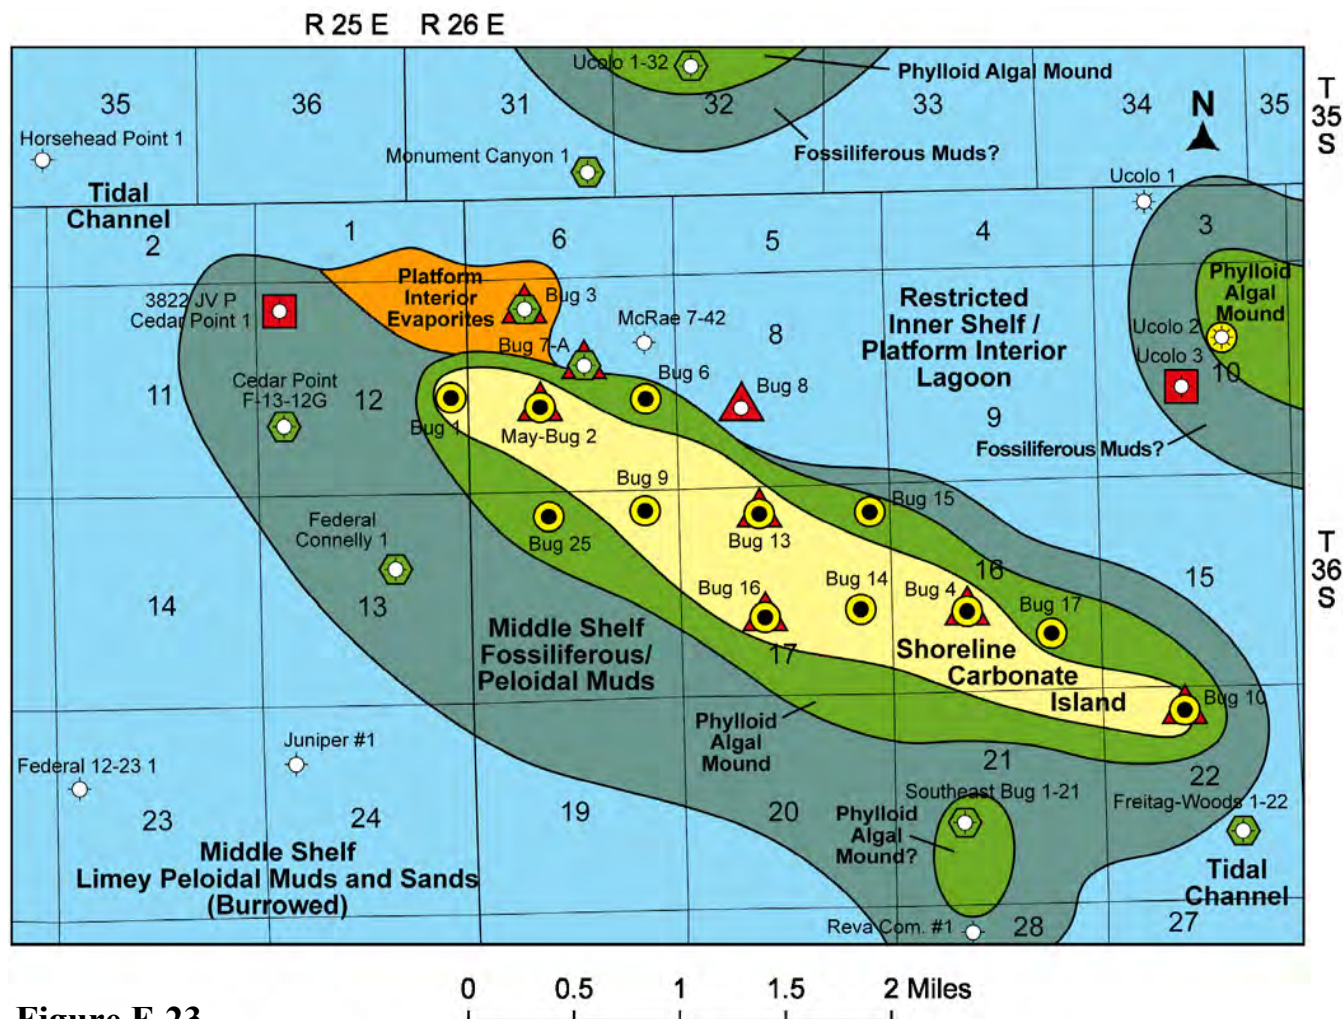 R 25 E R 26 E
Ucolo 1-32
Phylloid Algal Mound
35 36 31 32 33 34 35
N
T
35
S
Horsehead Point 1
Monument Canyon 1
Fossiliferous Muds?
Ucolo 1
Tidal
Channel
2 1 6 5 4 3
Platform
Interior
Evaporites
Bug 3
3822 JV P
Cedar Point 1
McRae 7-42
8
Restricted
Inner Shelf /
Platform Interior
Lagoon
Phylloid
Algal
Mound
Ucolo 2
Ucolo 3
10
Bug 7-A
Bug 6
Bug 8
Cedar Point
F-13-12G
11 12 9
Bug 1
May-Bug 2
Fossiliferous Muds?
Bug 9
Bug 15
Federal
Connelly 1
Bug 25
Bug 13
T
36
S
14 13 16 15
Bug 16
Bug 14
Bug 4
Bug 17
Middle Shelf
Fossiliferous/
Peloidal Muds
17
Shoreline
Carbonate
Island
Bug 10
Phylloid
Algal
Mound
Juniper #1
Federal 12-23 1
21 22
Southeast Bug 1-21
Freitag-Woods 1-22
23 24 19 20
Phylloid
Algal
Mound?
Middle Shelf
Limey Peloidal Muds and Sands
(Burrowed)
Tidal
Channel
Reva Com. #1
28 27
0 0.5 1 1.5 2 Miles
Figure E-23